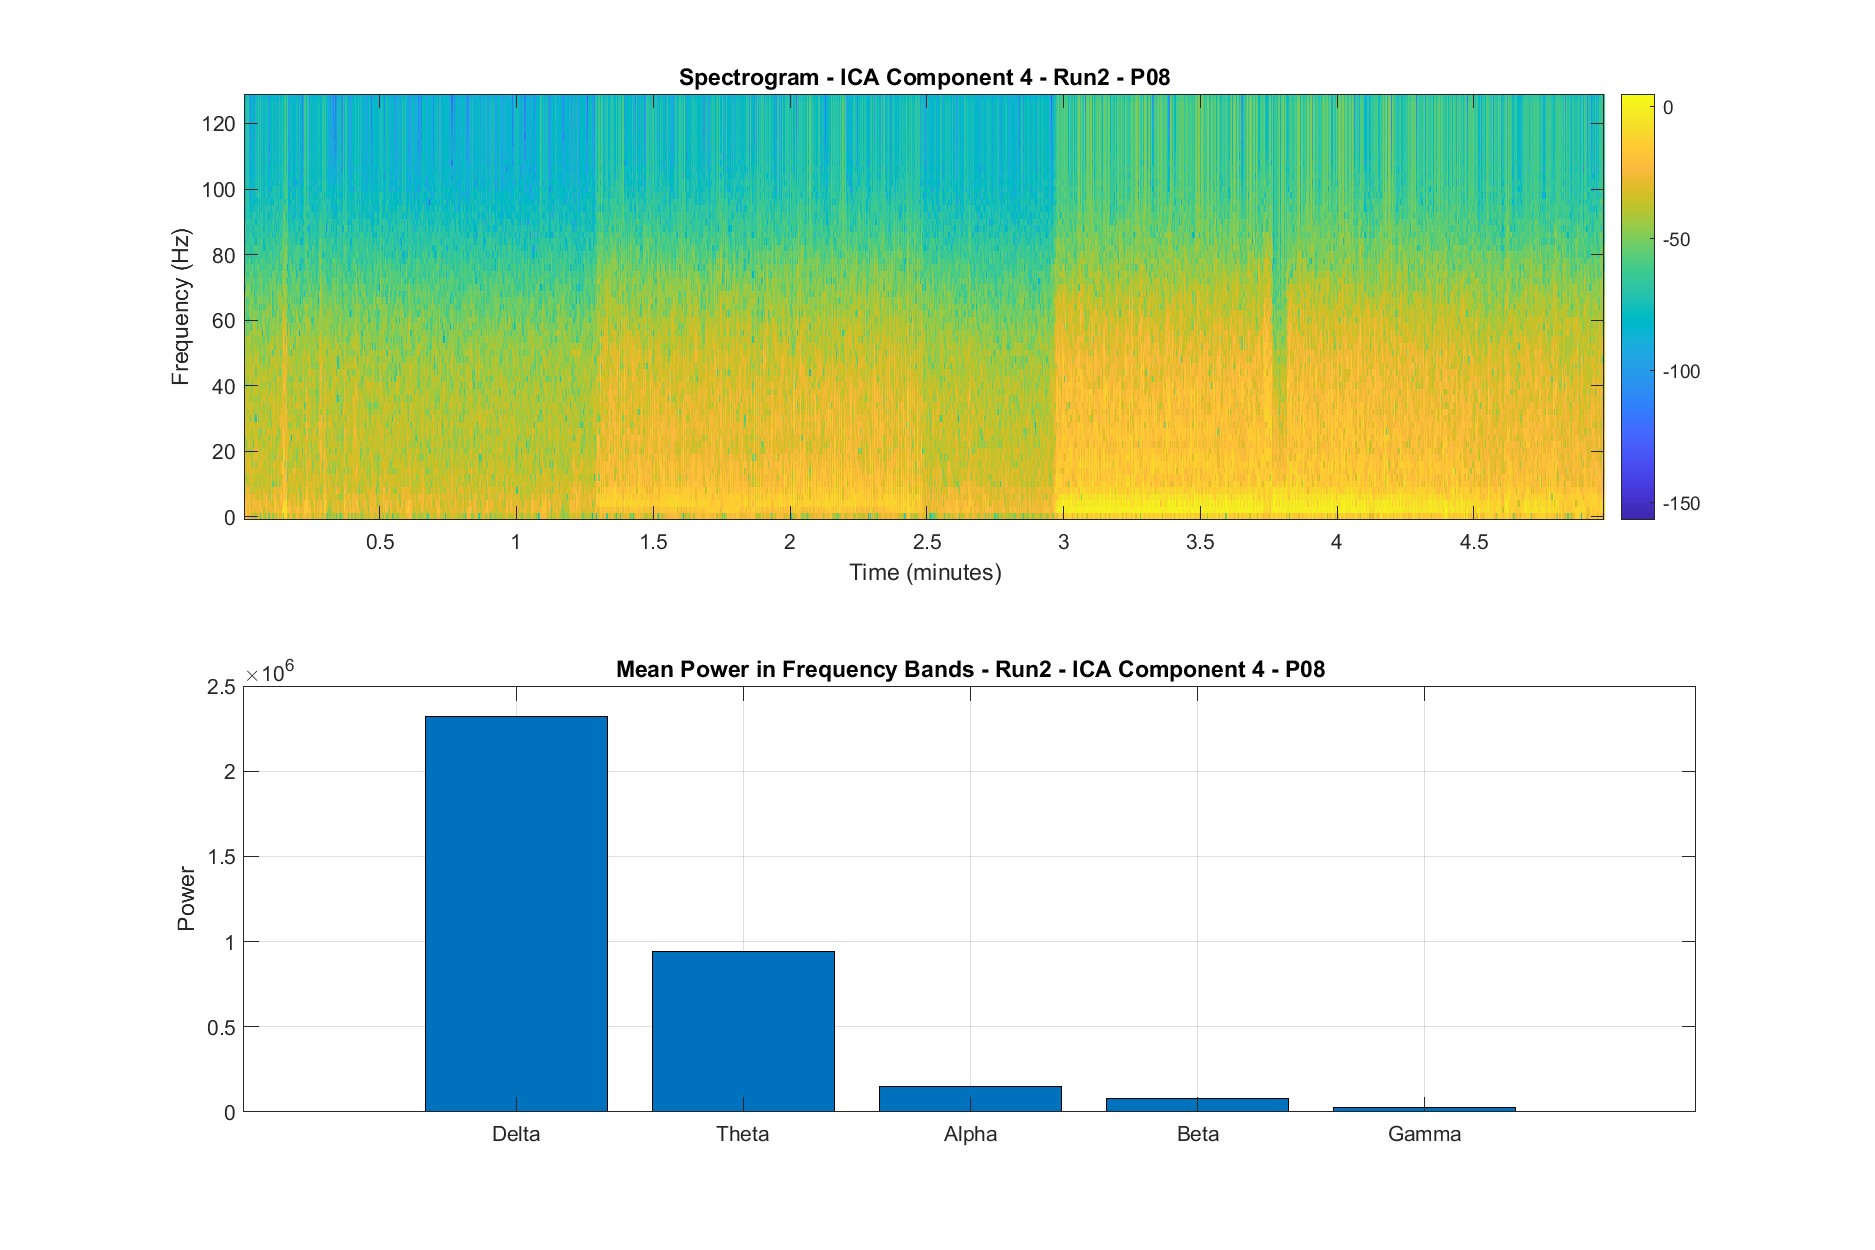 Spectrogram - ICA Component 4 - Run2 - P08
120
100
80
60
40
20
0
Frequency (Hz)
0.5 1 1.5 2 2.5 3 3.5 4 4.5
Time (minutes)
0
-50
-100
-150
Mean Power in Frequency Bands - Run2 - ICA Component 4 - P08
×10⁶
2.5
2
1.5
1
0.5
0
Power
Delta Theta Alpha Beta Gamma